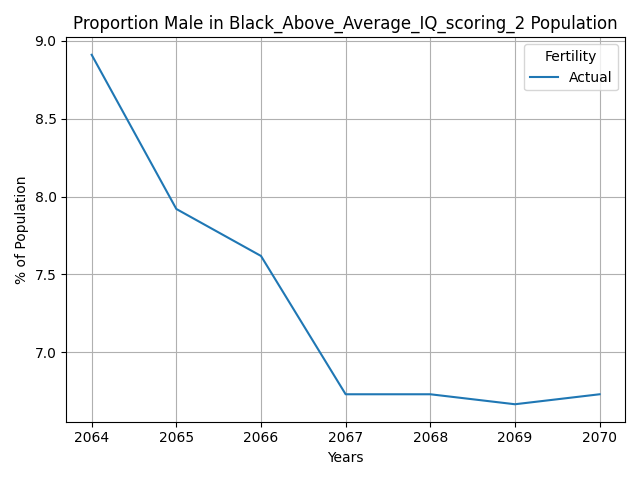 Proportion Male in Black_Above_Average_IQ_scoring_2 Population
Fertility
Actual
9.0
8.5
8.0
7.5
7.0
% of Population
2064 2065 2066 2067 2068 2069 2070
Years